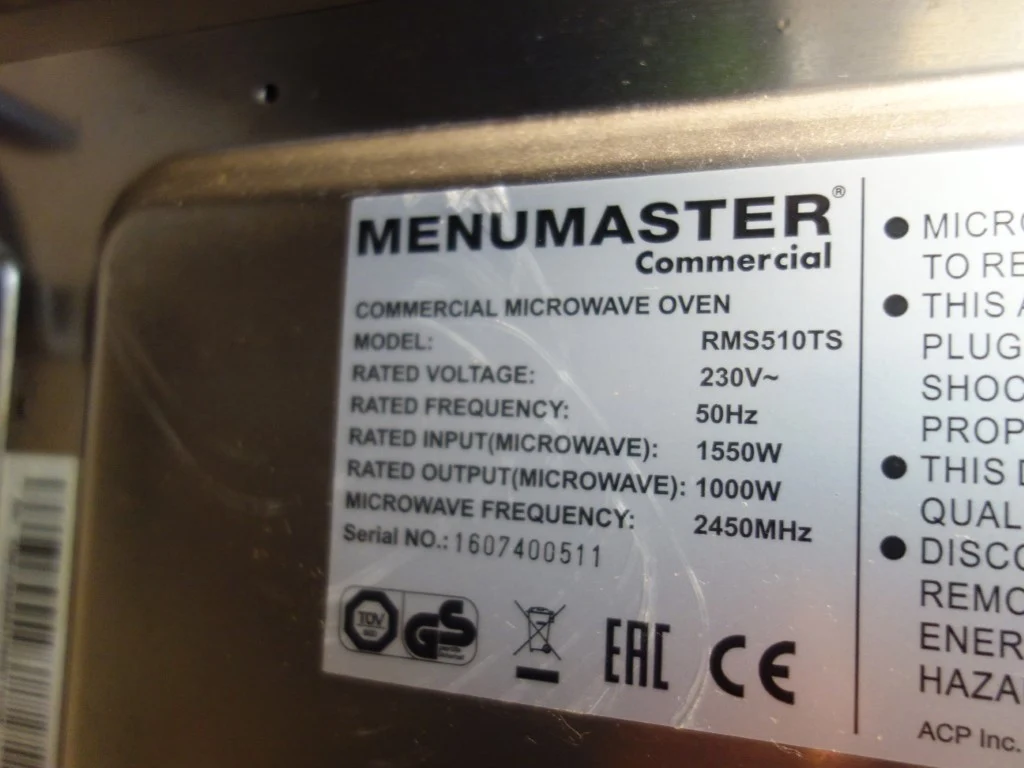 MENUMASTER®
Commercial
COMMERCIAL MICROWAVE OVEN
MODEL: RMS510TS
RATED VOLTAGE: 230V~
RATED FREQUENCY: 50Hz
RATED INPUT(MICROWAVE): 1550W
RATED OUTPUT(MICROWAVE): 1000W
MICROWAVE FREQUENCY: 2450MHz
Serial NO.: 1607400511
TÜV GS EAC CE
● MICRO
TO RE
● THIS A
PLUG
SHOC
PROP
● THIS D
QUAL
● DISCO
REMO
ENER
HAZA
ACP Inc.